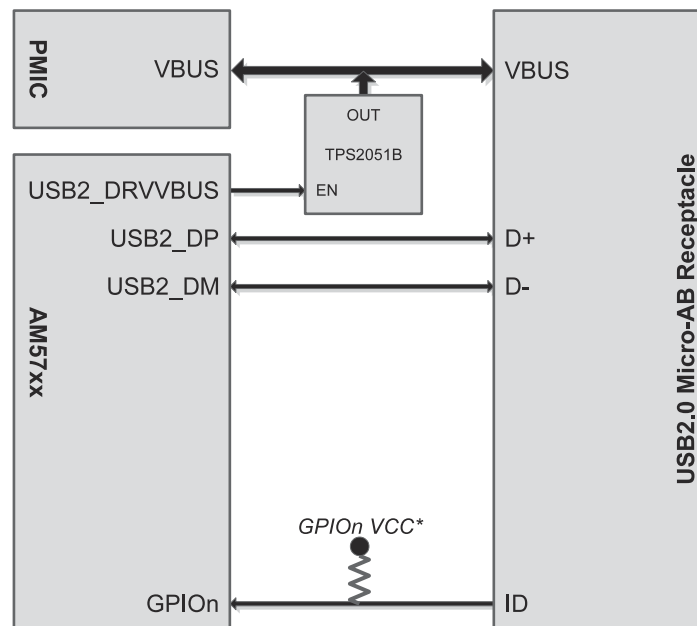 PMIC
VBUS
VBUS
OUT
TPS2051B
EN
USB2_DRVVBUS
USB2_DP
D+
USB2_DM
D-
AM57xx
USB2.0 Micro-AB Receptacle
GPIOn VCC*
GPIOn
ID